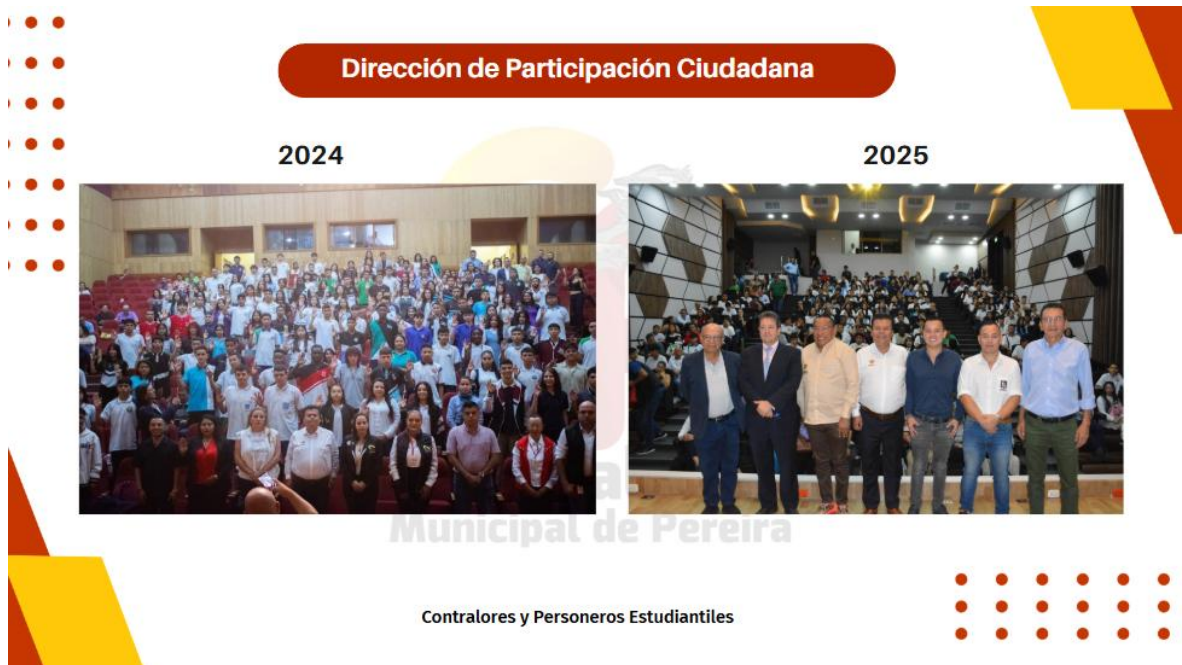 Dirección de Participación Ciudadana
2024
2025
Municipal de Pereira
Contralores y Personeros Estudiantiles